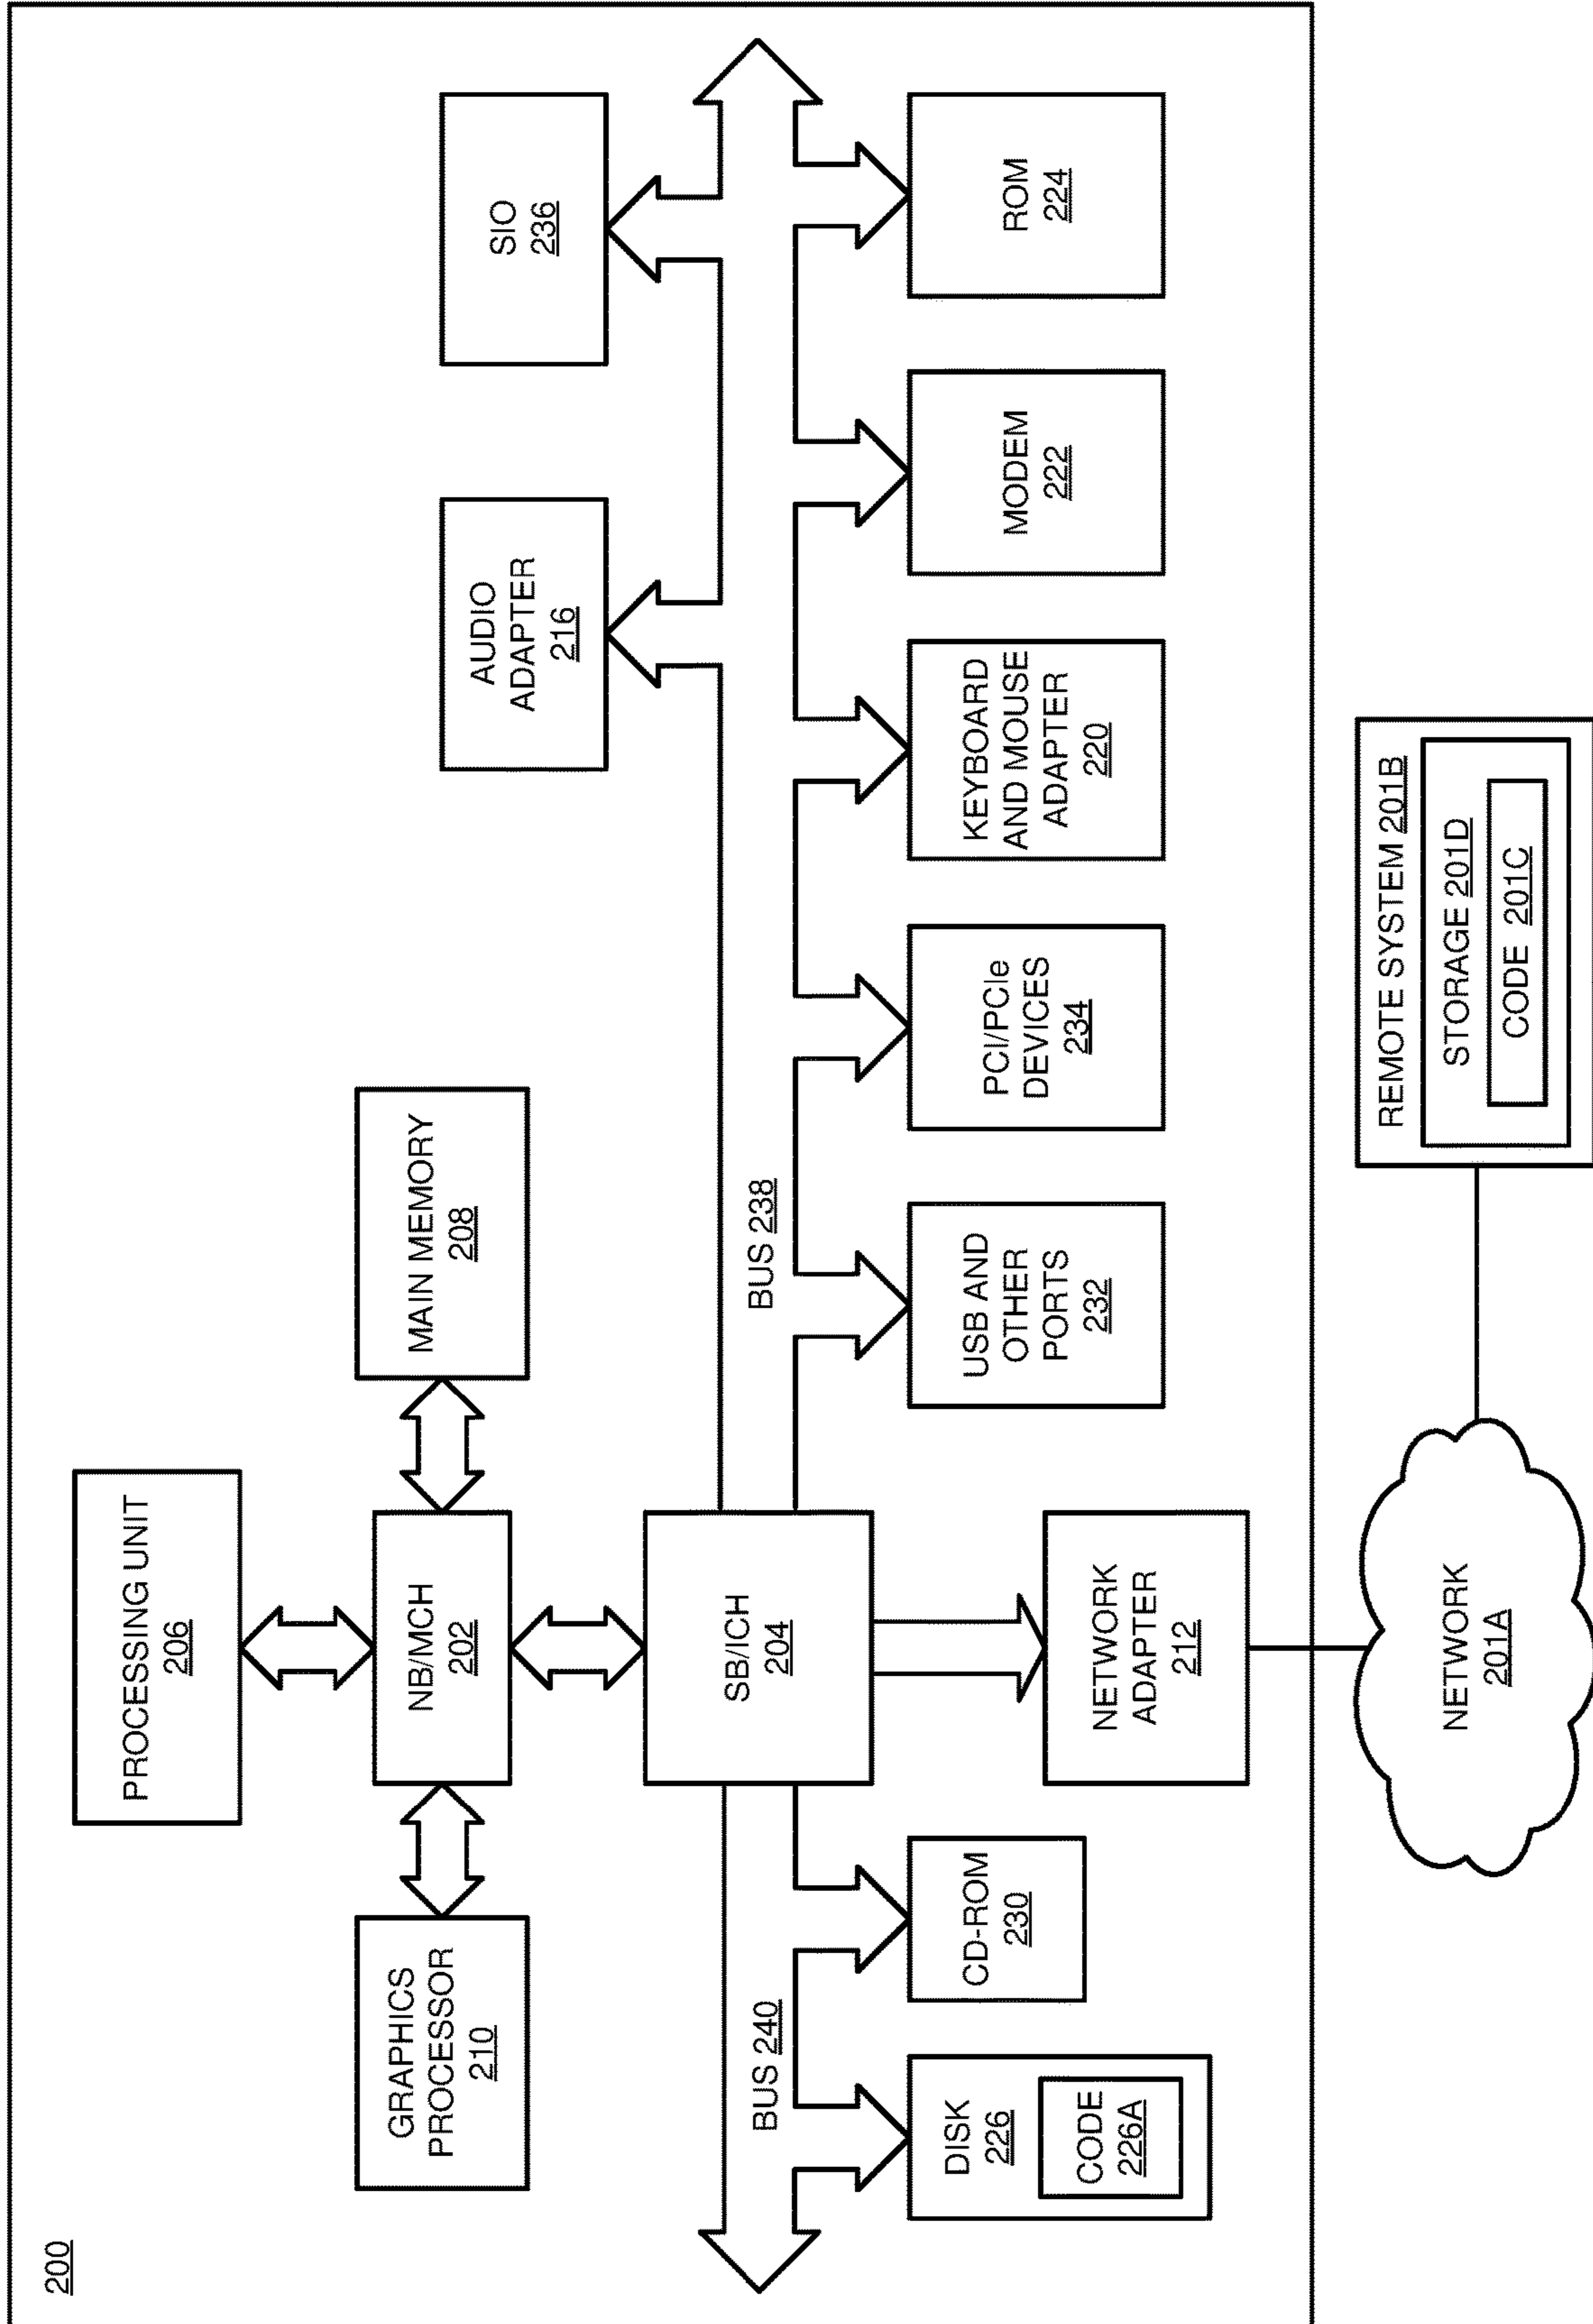 200
PROCESSING UNIT
206
GRAPHICS
PROCESSOR
210
NB/MCH
202
MAIN MEMORY
208
AUDIO
ADAPTER
216
SIO
236
SB/ICH
204
BUS 240
BUS 238
DISK
226
CODE
226A
CD-ROM
230
NETWORK
ADAPTER
212
USB AND
OTHER
PORTS
232
PCI/PCIe
DEVICES
234
KEYBOARD
AND MOUSE
ADAPTER
220
MODEM
222
ROM
224
NETWORK
201A
REMOTE SYSTEM 201B
STORAGE 201D
CODE 201C